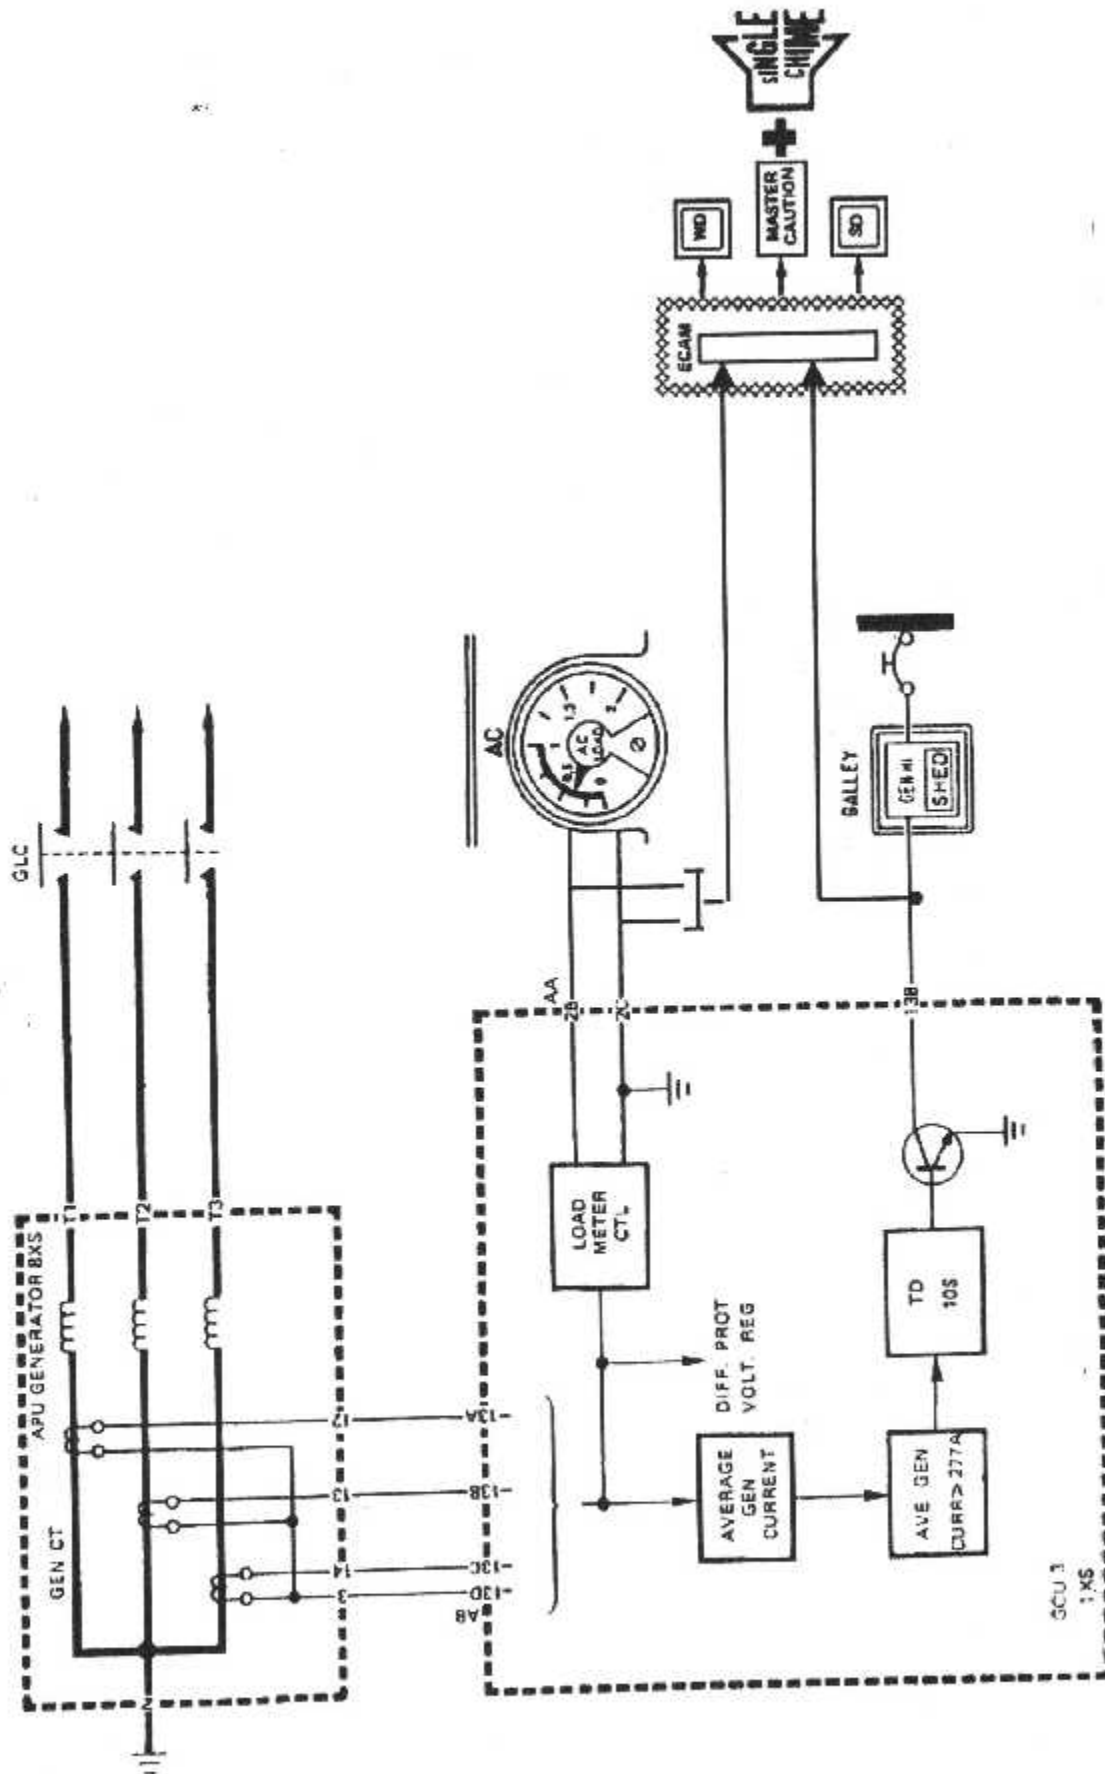 GLC
APU GENERATOR 8XS
GEN CT
T1
T2
T3
N
12
13
14
3
-13A
-13B
-13C
-13D
AB
AC
0
0.5
1
1.5
2
AC
LOAD
AA
2B
2C
LOAD
METER
CTL
DIFF. PROT
VOLT. REG
AVERAGE
GEN
CURRENT
AVE GEN
CURR>277A
TD
10S
13B
GCU 3
1XS
GALLEY
SHED
ECAM
WD
MASTER
CAUTION
SD
SINGLE
CHIME